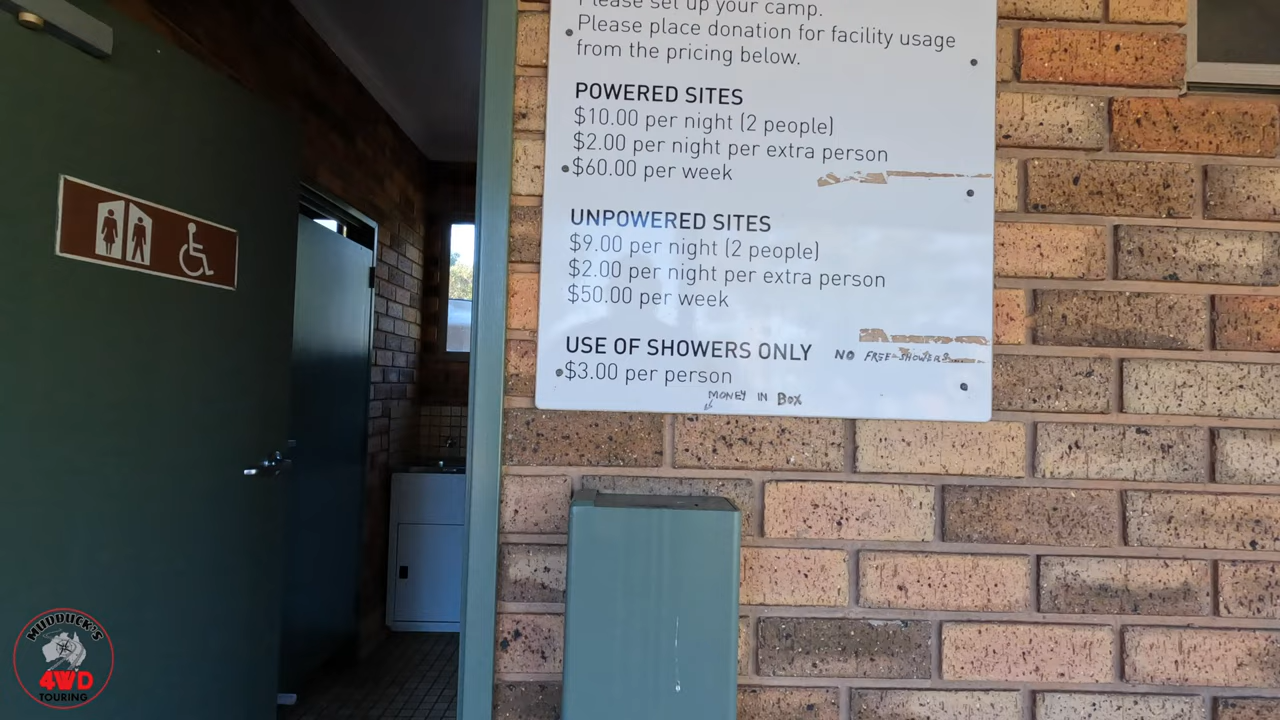 Please set up your camp.
Please place donation for facility usage
from the pricing below.
POWERED SITES
$10.00 per night (2 people)
$2.00 per night per extra person
$60.00 per week
UNPOWERED SITES
$9.00 per night (2 people)
$2.00 per night per extra person
$50.00 per week
USE OF SHOWERS ONLY NO FREE SHOWERS
$3.00 per person
MONEY IN BOX
MUDDUCK'S
4WD
TOURING